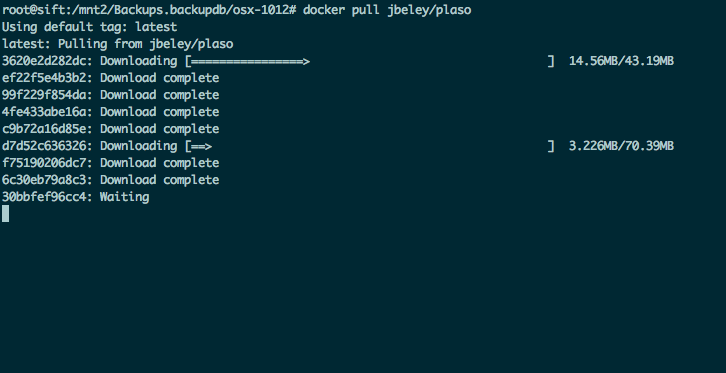 root@sift:/mnt2/Backups.backupdb/osx-1012# docker pull jbeley/plaso
Using default tag: latest
latest: Pulling from jbeley/plaso
3620e2d282dc: Downloading [================>                                  ]  14.56MB/43.19MB
ef22f5e4b3b2: Download complete
99f229f854da: Download complete
4fe433abe16a: Download complete
c9b72a16d85e: Download complete
d7d52c636326: Downloading [==>                                                ]  3.226MB/70.39MB
f75190206dc7: Download complete
6c30eb79a8c3: Download complete
30bbfef96cc4: Waiting